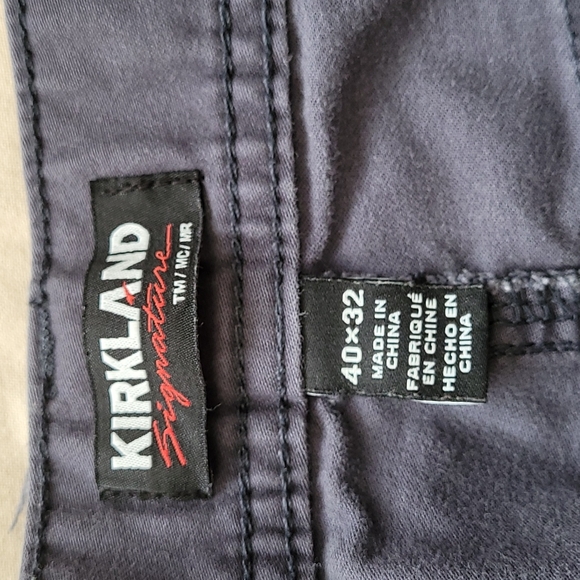 KIRKLAND
Signature
TM/MC/MR
40×32
MADE IN
CHINA
FABRIQUÉ
EN CHINE
HECHO EN
CHINA